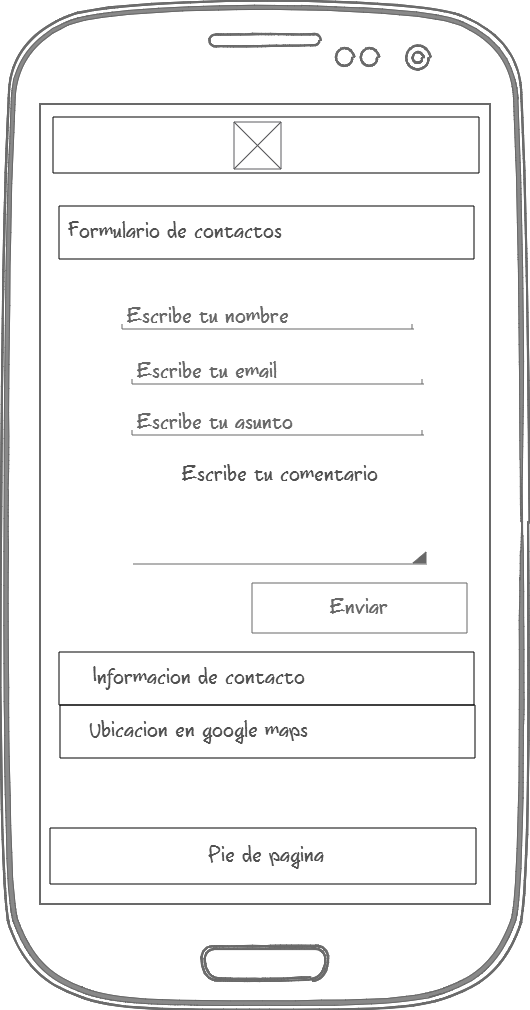 Formulario de contactos
Escribe tu nombre
Escribe tu email
Escribe tu asunto
Escribe tu comentario
Enviar
Informacion de contacto
Ubicacion en google maps
Pie de pagina